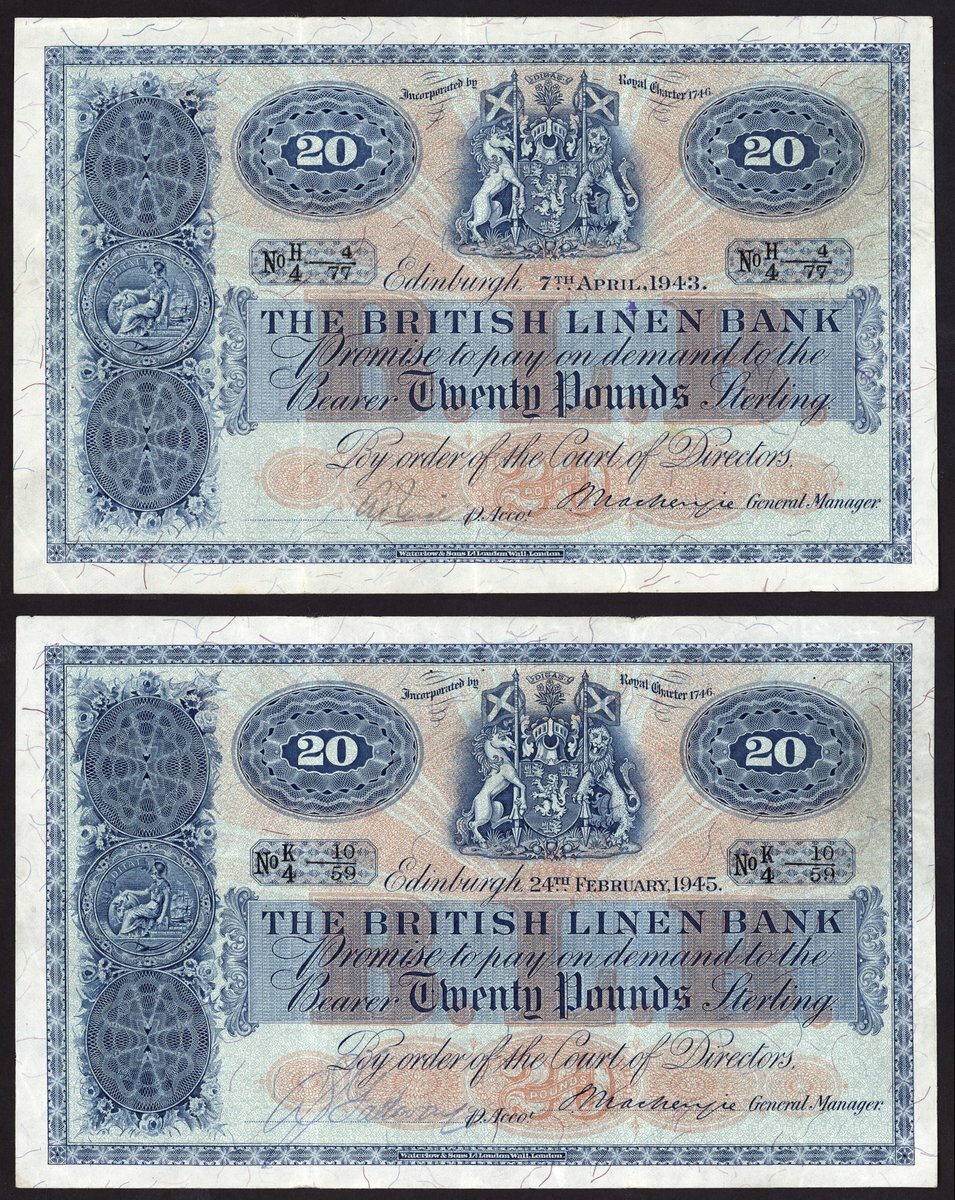 Incorporated by Royal Charter 1746.
20 20
No H/4 4/77 No H/4 4/77
Edinburgh, 7TH APRIL, 1943.
THE BRITISH LINEN BANK
Promise to pay on demand to the
Bearer Twenty Pounds Sterling.
By order of the Court of Directors.
P. Acct. Mackenzie General Manager.
Waterlow & Sons Ld London Wall, London.
Incorporated by Royal Charter 1746.
20 20
No K/4 10/59 No K/4 10/59
Edinburgh, 24TH FEBRUARY, 1945.
THE BRITISH LINEN BANK
Promise to pay on demand to the
Bearer Twenty Pounds Sterling.
By order of the Court of Directors.
P. Acct. Mackenzie General Manager.
Waterlow & Sons Ld London Wall, London.